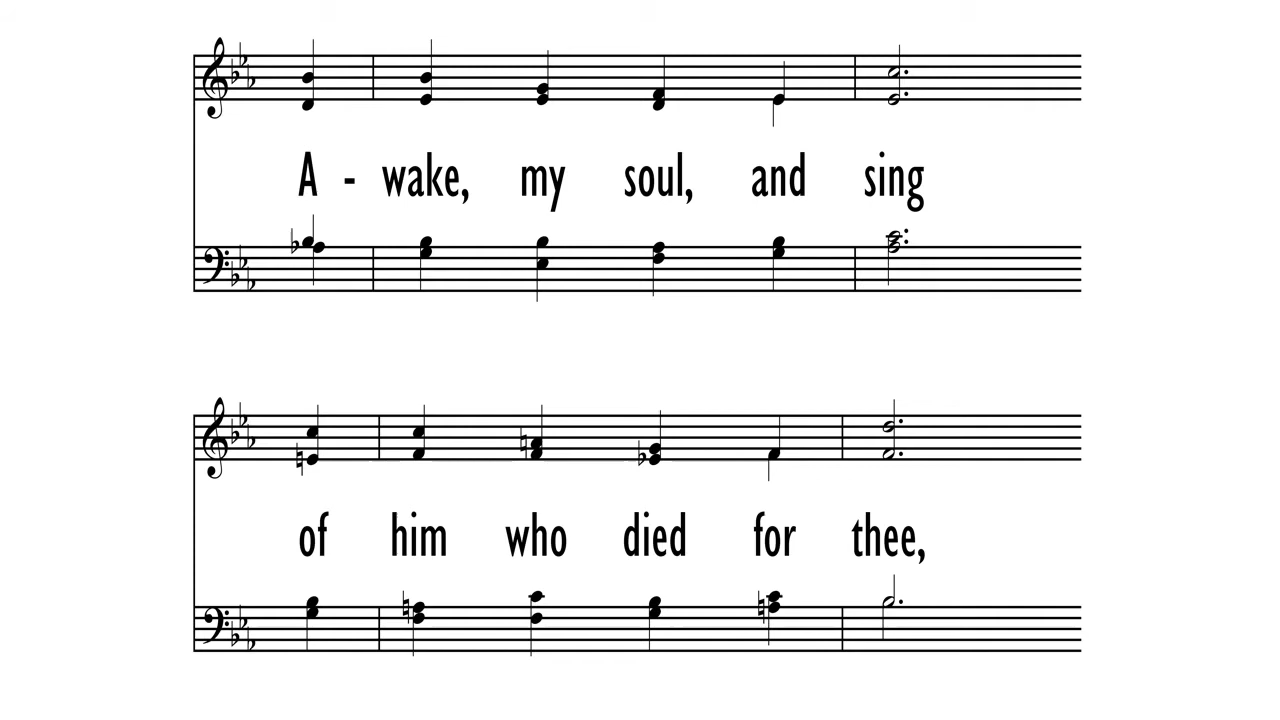 A - wake, my soul, and sing
of him who died for thee,